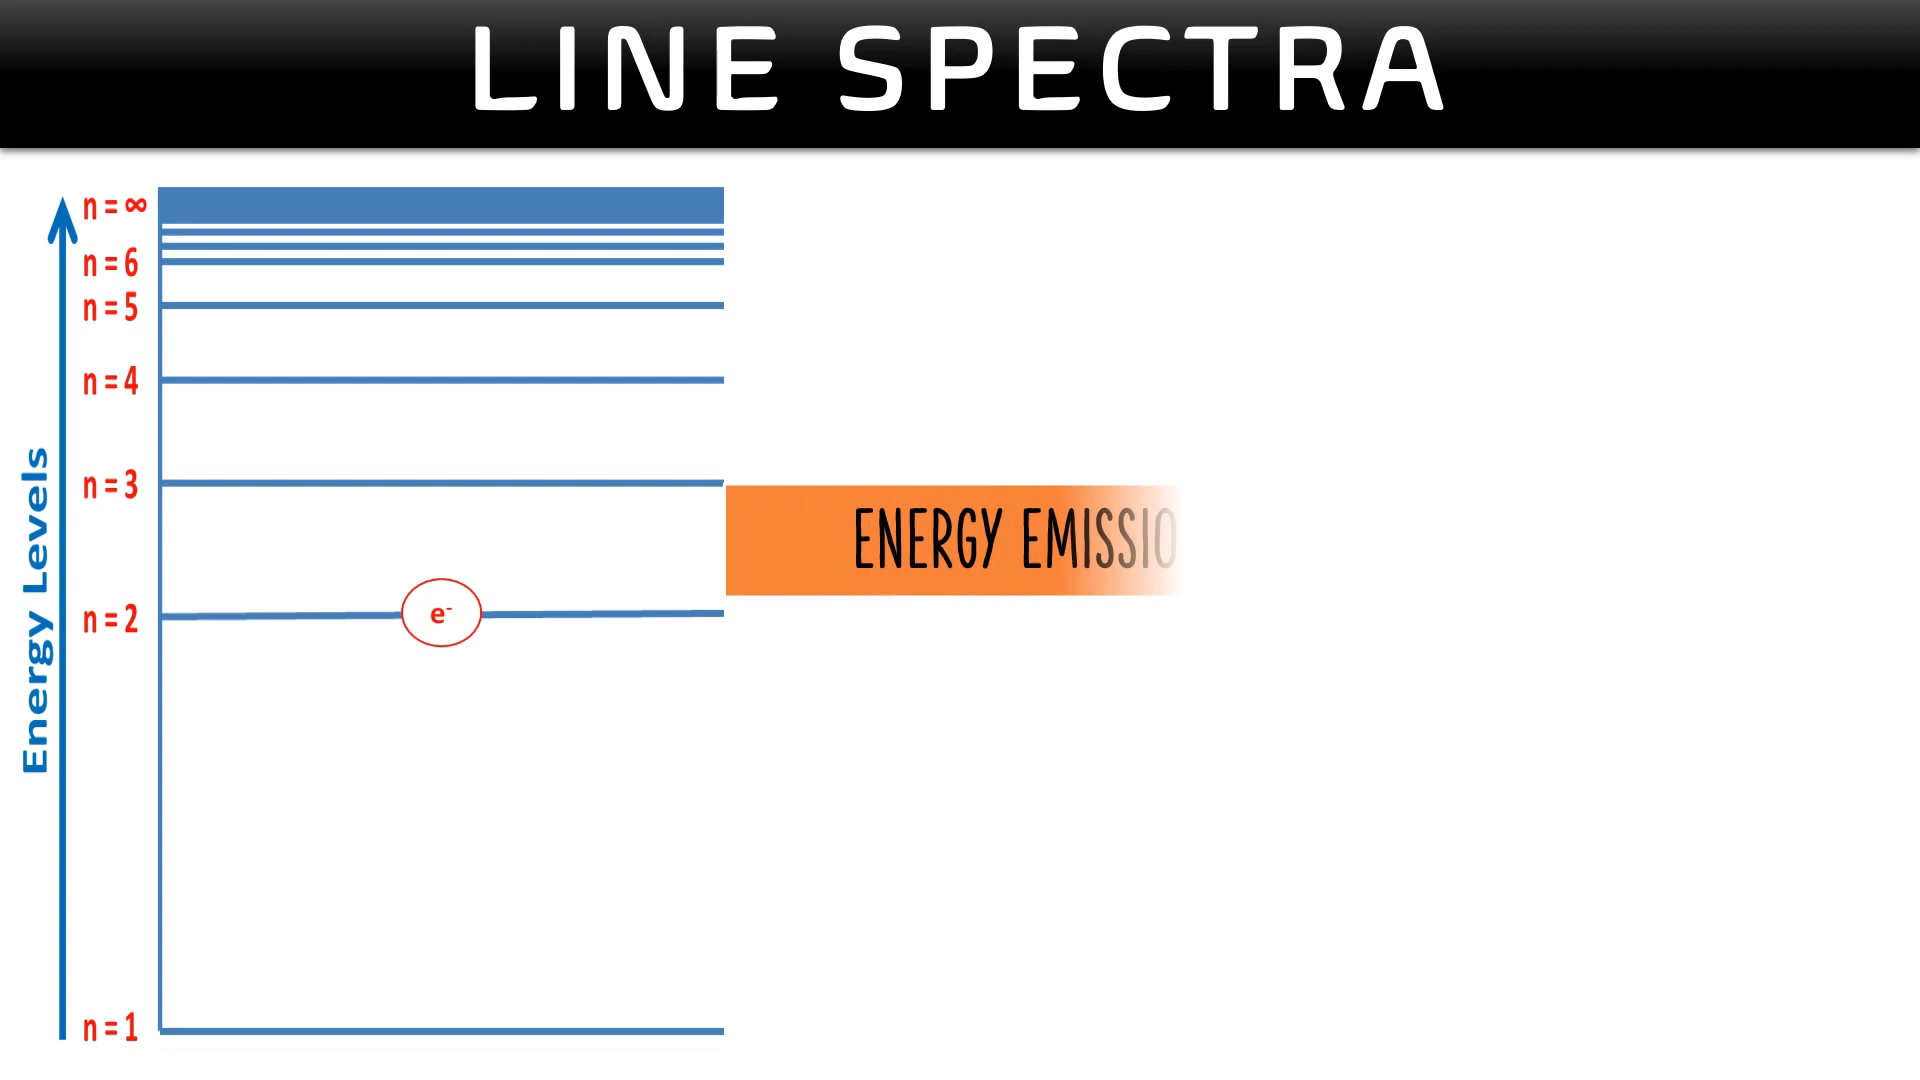 LINE SPECTRA
n = ∞
n = 6
n = 5
n = 4
n = 3
ENERGY EMISSIO
e-
n = 2
Energy Levels
n = 1